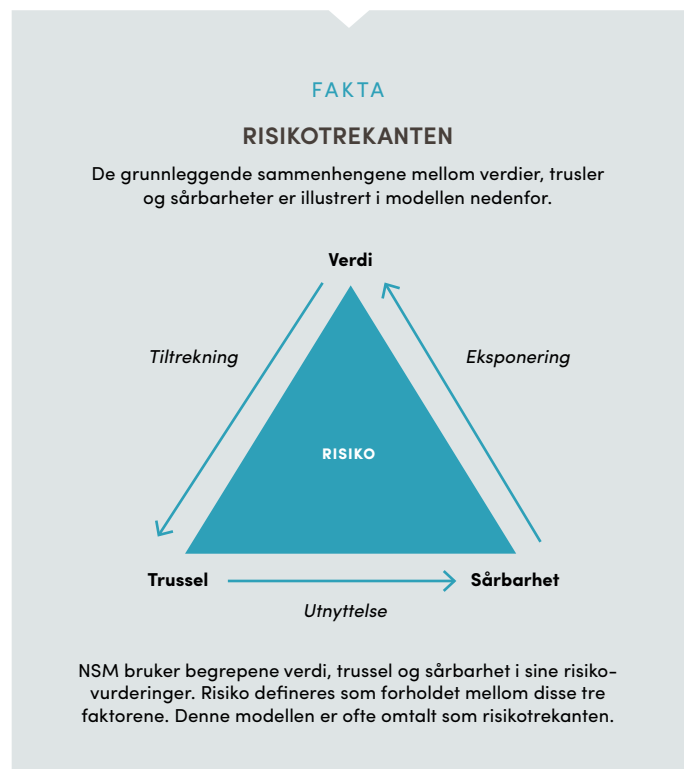 FAKTA
RISIKOTREKANTEN
De grunnleggende sammenhengene mellom verdier, trusler
og sårbarheter er illustrert i modellen nedenfor.
Verdi
Tiltrekning
Eksponering
RISIKO
Trussel
Sårbarhet
Utnyttelse
NSM bruker begrepene verdi, trussel og sårbarhet i sine risiko-
vurderinger. Risiko defineres som forholdet mellom disse tre
faktorene. Denne modellen er ofte omtalt som risikotrekanten.